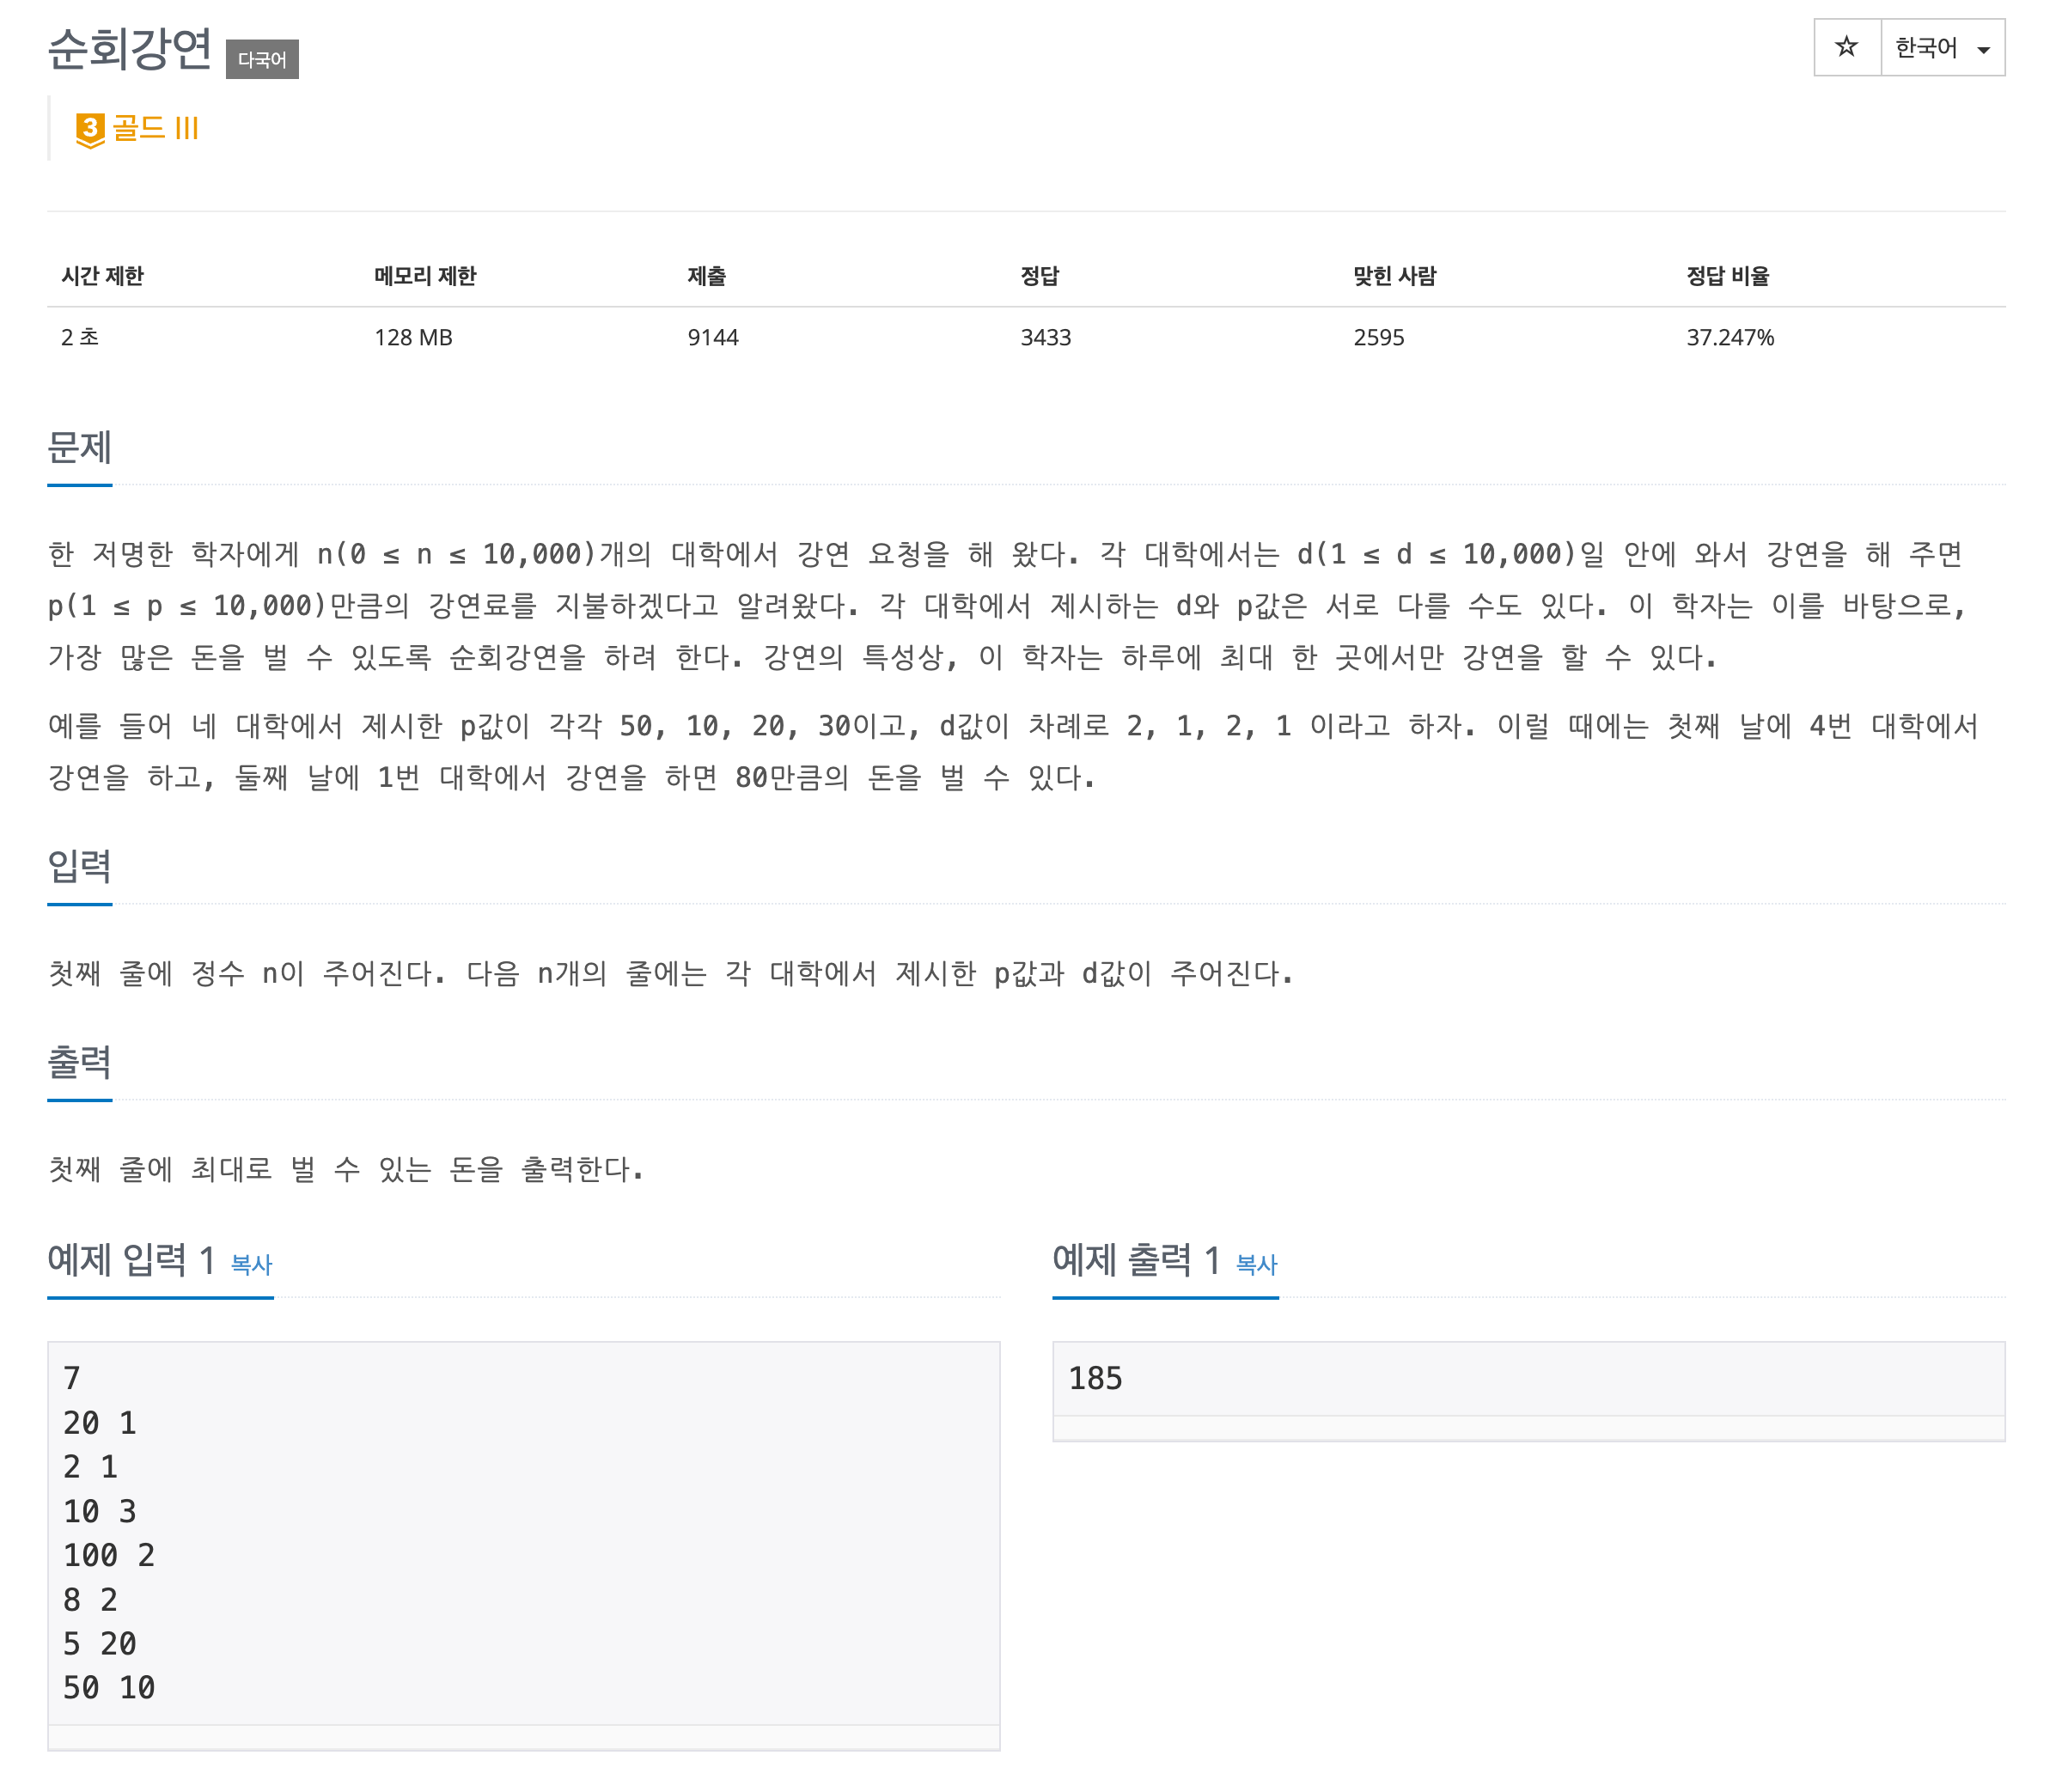 순회강연 다국어
☆ 한국어
3 골드 III
시간 제한 메모리 제한 제출 정답 맞힌 사람 정답 비율
2 초 128 MB 9144 3433 2595 37.247%
문제
한 저명한 학자에게 n(0 ≤ n ≤ 10,000)개의 대학에서 강연 요청을 해 왔다. 각 대학에서는 d(1 ≤ d ≤ 10,000)일 안에 와서 강연을 해 주면
p(1 ≤ p ≤ 10,000)만큼의 강연료를 지불하겠다고 알려왔다. 각 대학에서 제시하는 d와 p값은 서로 다를 수도 있다. 이 학자는 이를 바탕으로,
가장 많은 돈을 벌 수 있도록 순회강연을 하려 한다. 강연의 특성상, 이 학자는 하루에 최대 한 곳에서만 강연을 할 수 있다.
예를 들어 네 대학에서 제시한 p값이 각각 50, 10, 20, 30이고, d값이 차례로 2, 1, 2, 1 이라고 하자. 이럴 때에는 첫째 날에 4번 대학에서
강연을 하고, 둘째 날에 1번 대학에서 강연을 하면 80만큼의 돈을 벌 수 있다.
입력
첫째 줄에 정수 n이 주어진다. 다음 n개의 줄에는 각 대학에서 제시한 p값과 d값이 주어진다.
출력
첫째 줄에 최대로 벌 수 있는 돈을 출력한다.
예제 입력 1 복사
7
20 1
2 1
10 3
100 2
8 2
5 20
50 10
예제 출력 1 복사
185